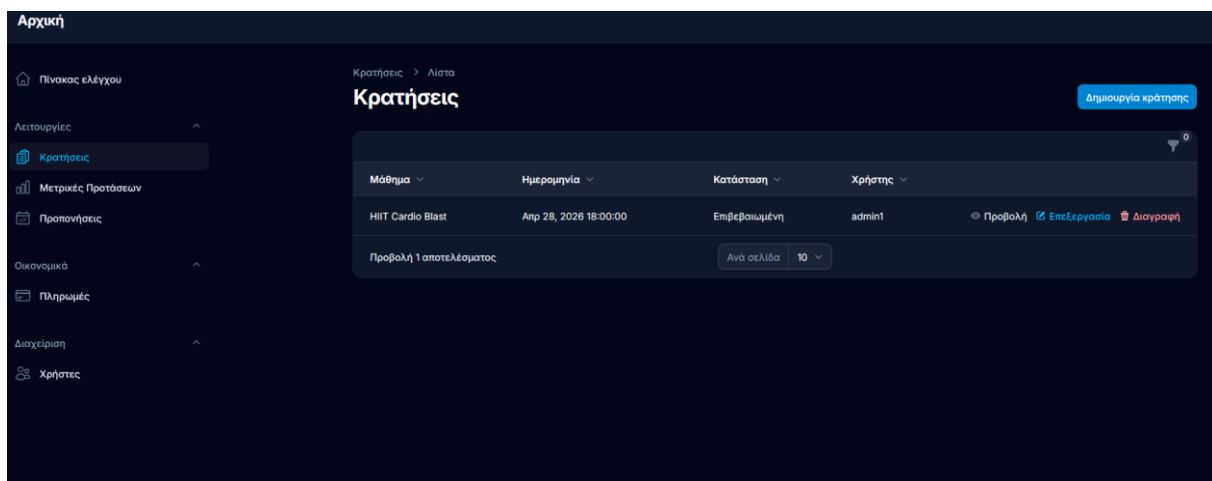 Αρχική
Πίνακας ελέγχου
Λειτουργίες
Κρατήσεις
Μετρικές Προτάσεων
Προπονήσεις
Οικονομικά
Πληρωμές
Διαχείριση
Χρήστες
Κρατήσεις > Λίστα
Κρατήσεις
Δημιουργία κράτησης
0
Μάθημα Ημερομηνία Κατάσταση Χρήστης
HIIT Cardio Blast Απρ 28, 2026 18:00:00 Επιβεβαιωμένη admin1 Προβολή Επεξεργασία Διαγραφή
Προβολή 1 αποτελέσματος Ανά σελίδα 10